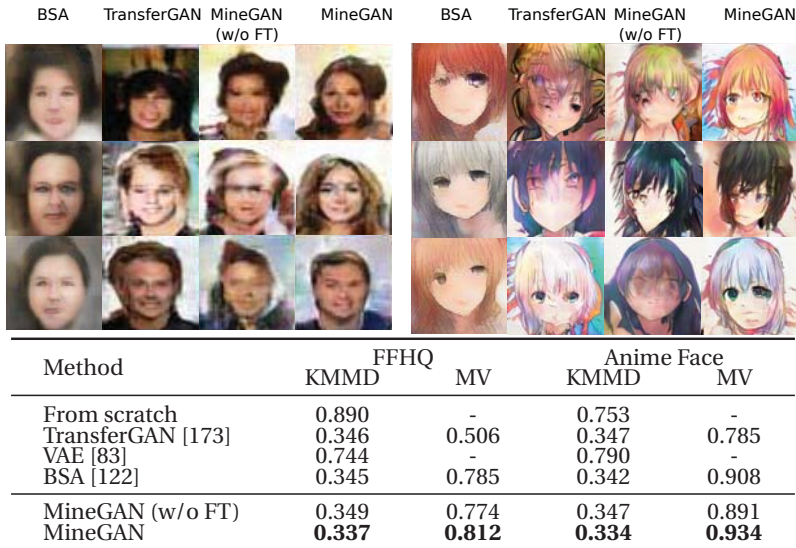 BSA TransferGAN MineGAN (w/o FT) MineGAN BSA TransferGAN MineGAN (w/o FT) MineGAN
Method FFHQ Anime Face
KMMD MV KMMD MV
From scratch 0.890 - 0.753 -
TransferGAN [173] 0.346 0.506 0.347 0.785
VAE [83] 0.744 - 0.790 -
BSA [122] 0.345 0.785 0.342 0.908
MineGAN (w/o FT) 0.349 0.774 0.347 0.891
MineGAN 0.337 0.812 0.334 0.934